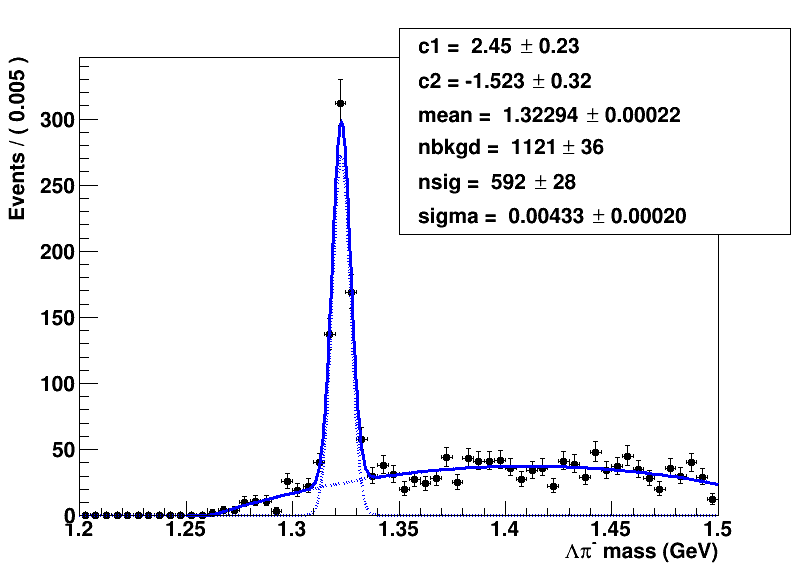 c1 = 2.45 ± 0.23
c2 = -1.523 ± 0.32
mean = 1.32294 ± 0.00022
nbkgd = 1121 ± 36
nsig = 592 ± 28
sigma = 0.00433 ± 0.00020
Events / ( 0.005 )
300
250
200
150
100
50
0
1.2 1.25 1.3 1.35 1.4 1.45 1.5
Λπ⁻ mass (GeV)